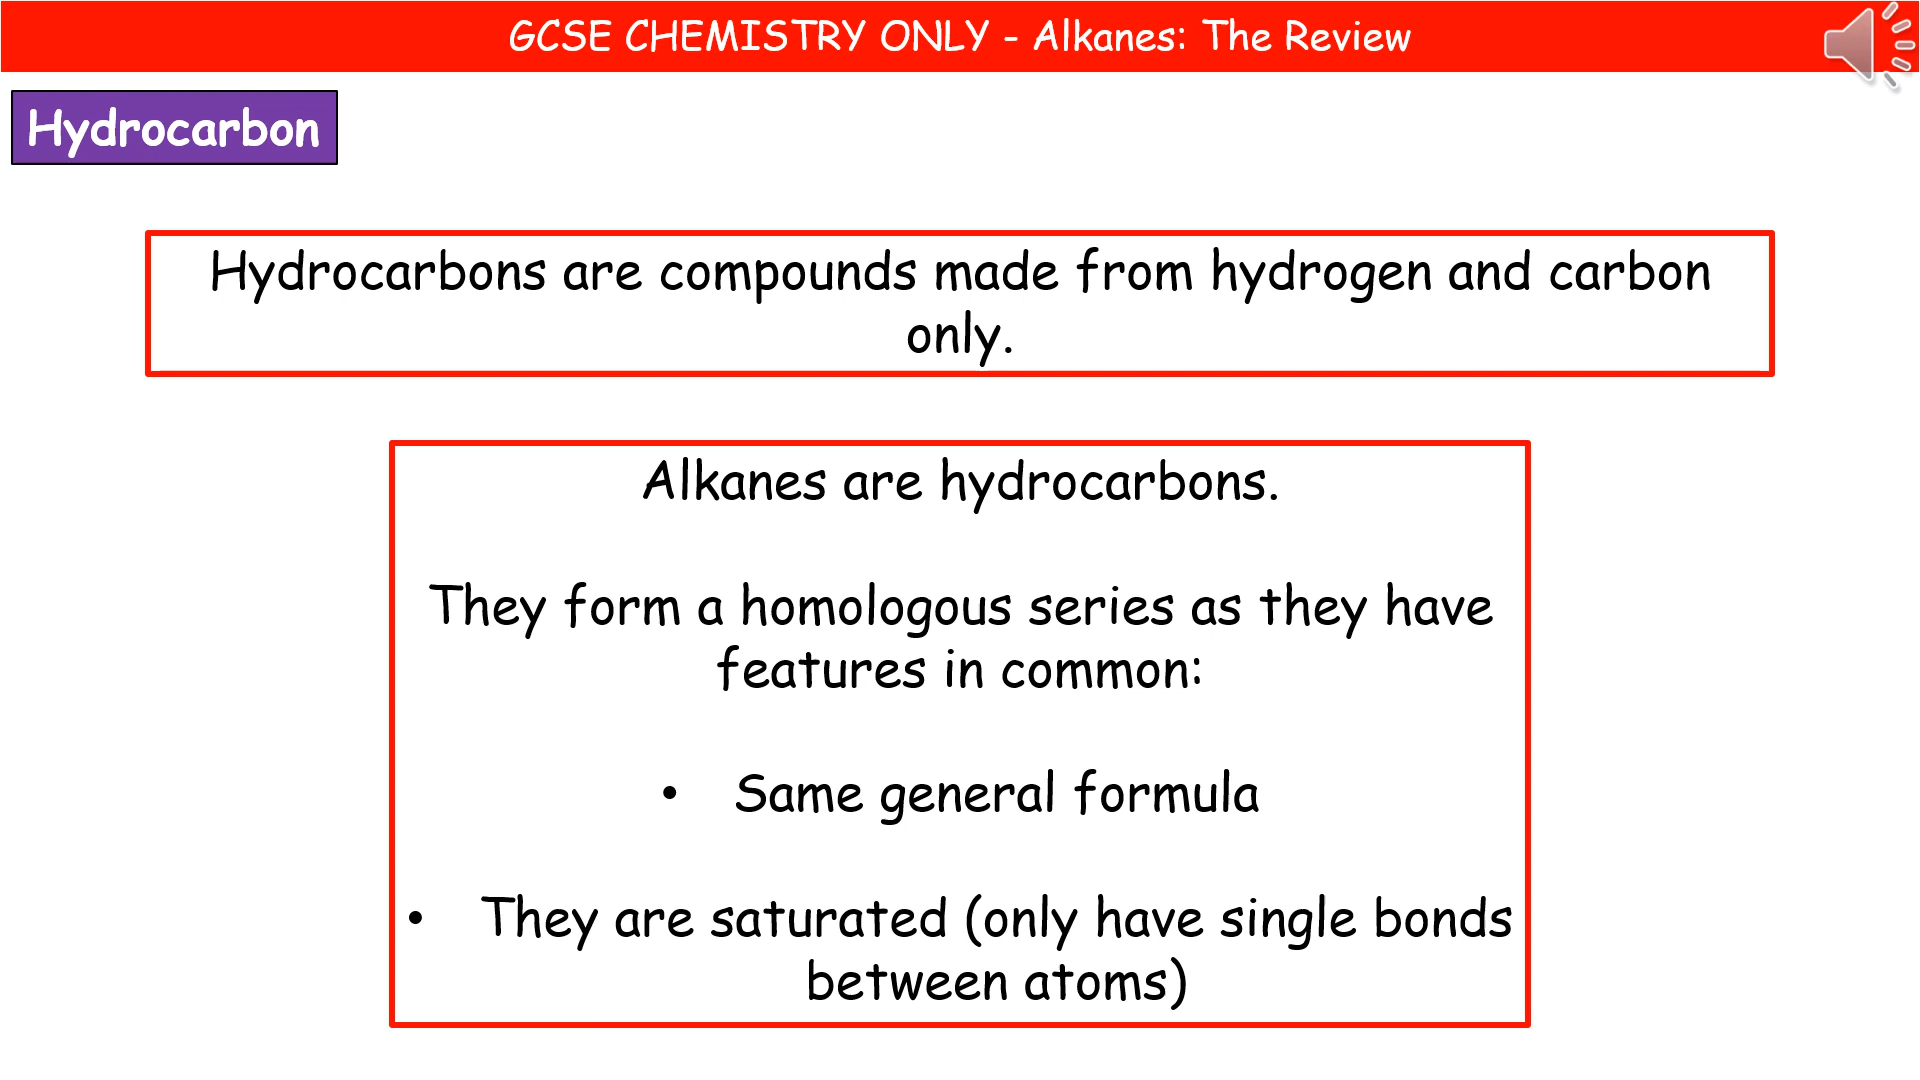 GCSE CHEMISTRY ONLY - Alkanes: The Review
Hydrocarbon
Hydrocarbons are compounds made from hydrogen and carbon
only.
Alkanes are hydrocarbons.
They form a homologous series as they have
features in common:
• Same general formula
• They are saturated (only have single bonds
between atoms)